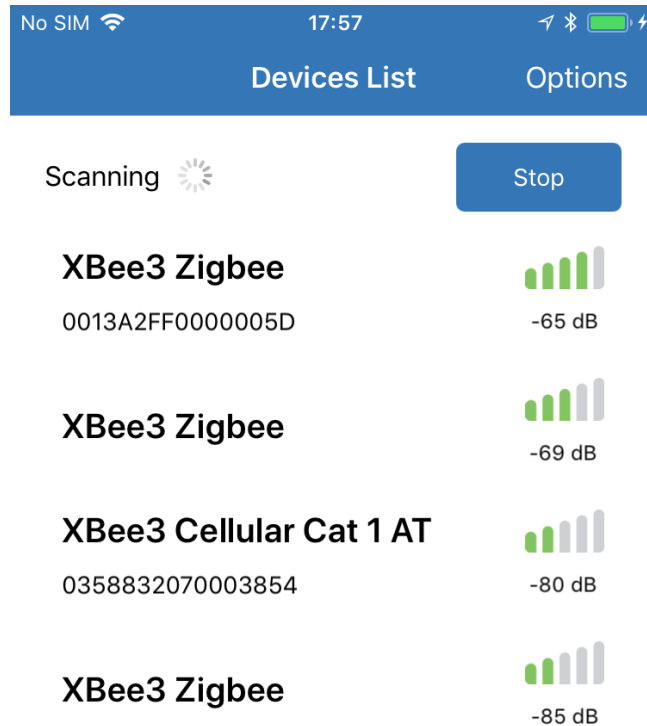 No SIM 17:57
Devices List Options
Scanning Stop
XBee3 Zigbee
0013A2FF0000005D -65 dB
XBee3 Zigbee
-69 dB
XBee3 Cellular Cat 1 AT
0358832070003854 -80 dB
XBee3 Zigbee
-85 dB